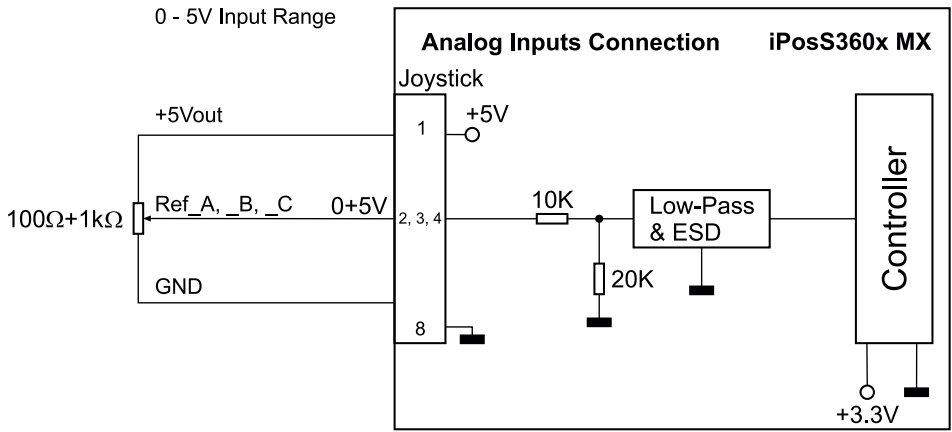 0 - 5V Input Range
Analog Inputs Connection iPosS360x MX
Joystick
+5Vout
1
+5V
Ref_A, _B, _C
0+5V
2, 3, 4
100Ω+1kΩ
10K
20K
Low-Pass
& ESD
Controller
GND
8
+3.3V